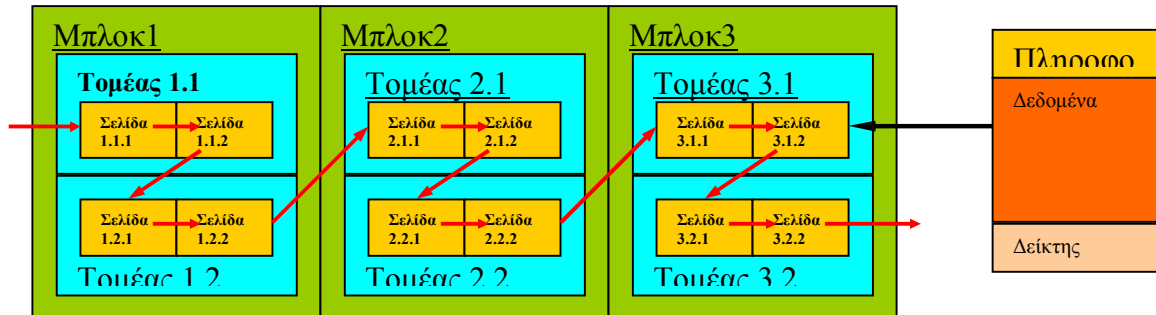 Μπλοκ1
Μπλοκ2
Μπλοκ3
Τομέας 1.1
Τομέας 2.1
Τομέας 3.1
Σελίδα 1.1.1
Σελίδα 1.1.2
Σελίδα 2.1.1
Σελίδα 2.1.2
Σελίδα 3.1.1
Σελίδα 3.1.2
Σελίδα 1.2.1
Σελίδα 1.2.2
Σελίδα 2.2.1
Σελίδα 2.2.2
Σελίδα 3.2.1
Σελίδα 3.2.2
Τομέας 1.2
Τομέας 2.2
Τομέας 3.2
Πληροφο
Δεδομένα
Δείκτης